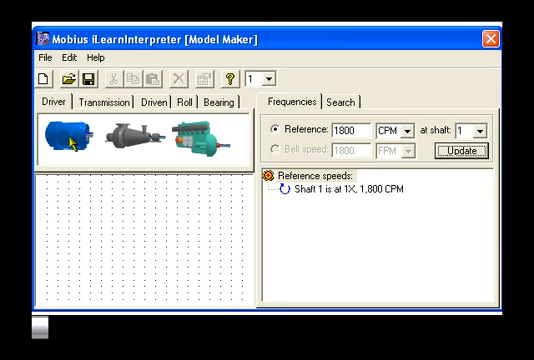 Mobius iLearnInterpreter [Model Maker]
File Edit Help
? 1
Driver Transmission Driven Roll Bearing
Frequencies Search
Reference: 1800 CPM at shaft: 1
Belt speed: 1800. FPM Update
Reference speeds:
Shaft 1 is at 1X, 1,800 CPM